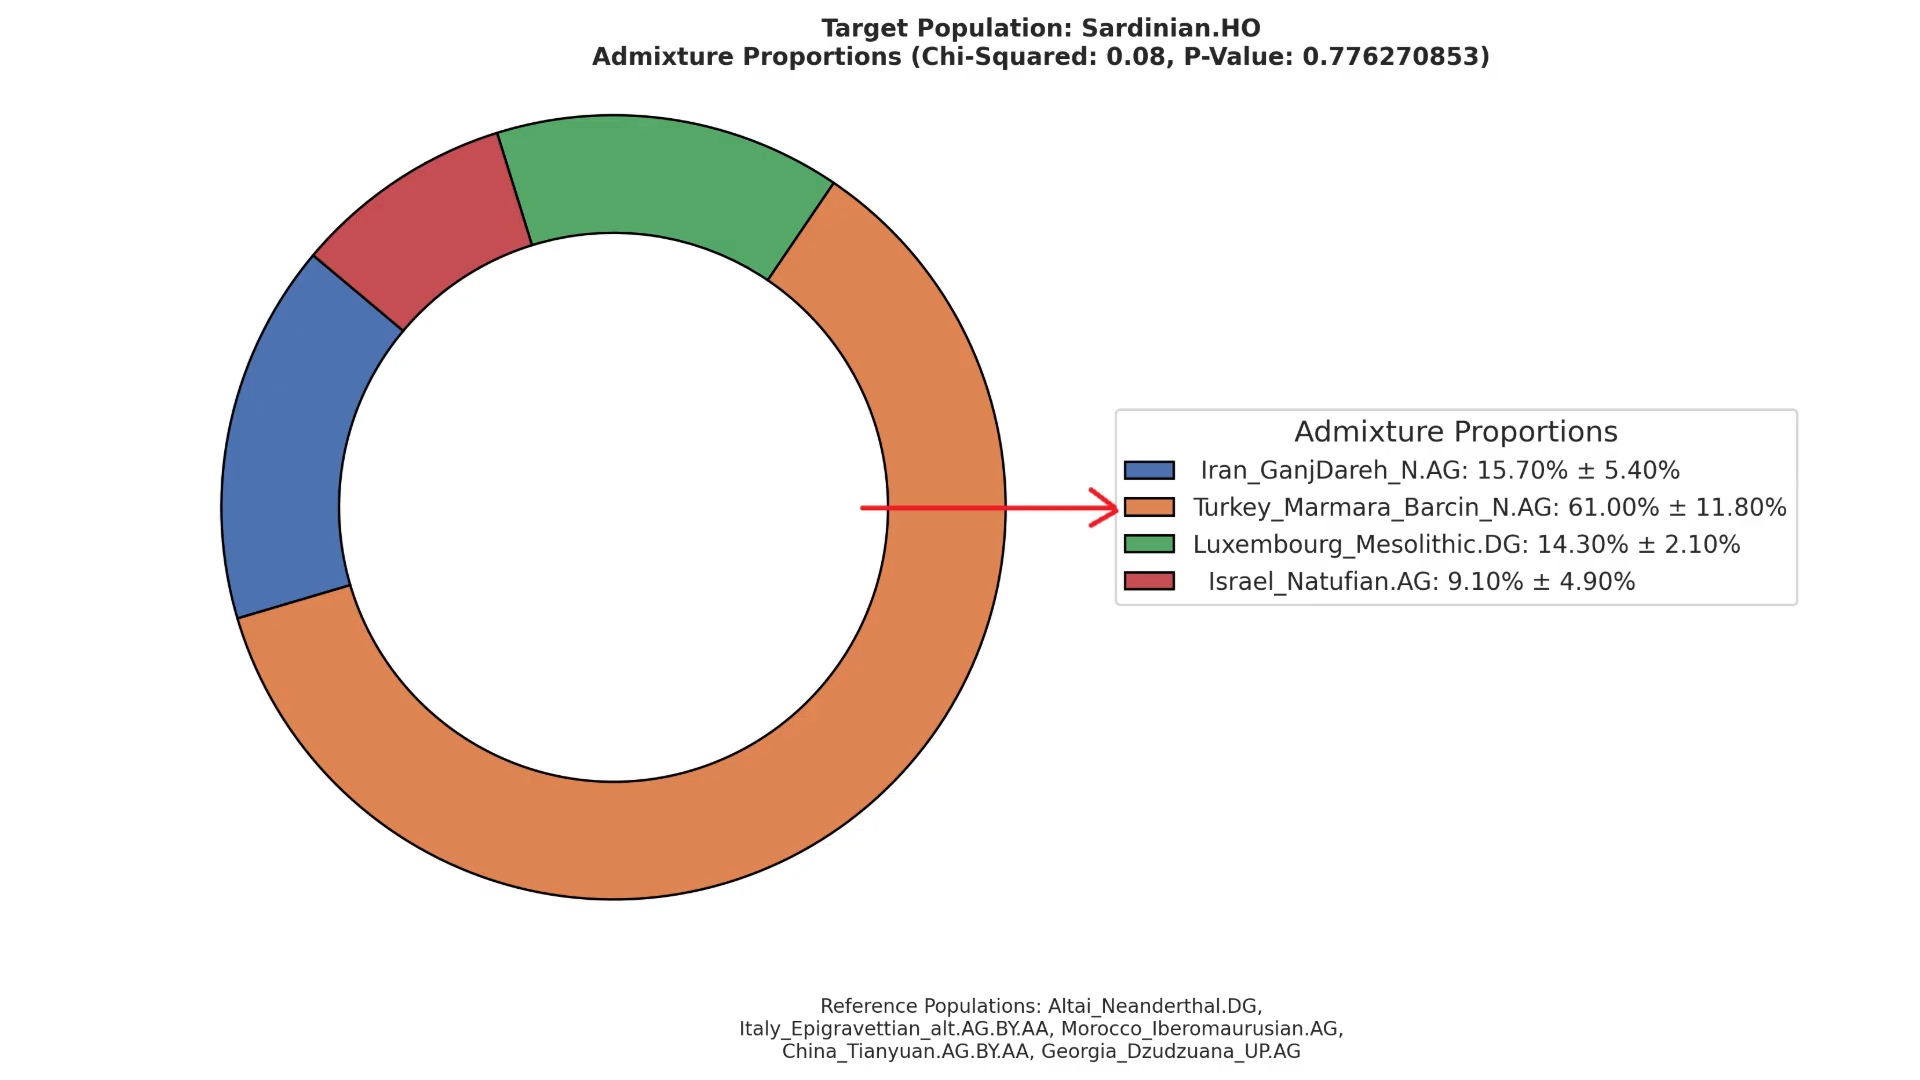 Target Population: Sardinian.HO
Admixture Proportions (Chi-Squared: 0.08, P-Value: 0.776270853)
Admixture Proportions
Iran_GanjDareh_N.AG: 15.70% ± 5.40%
Turkey_Marmara_Barcin_N.AG: 61.00% ± 11.80%
Luxembourg_Mesolithic.DG: 14.30% ± 2.10%
Israel_Natufian.AG: 9.10% ± 4.90%
Reference Populations: Altai_Neanderthal.DG,
Italy_Epigravettian_alt.AG.BY.AA, Morocco_Iberomaurusian.AG,
China_Tianyuan.AG.BY.AA, Georgia_Dzudzuana_UP.AG